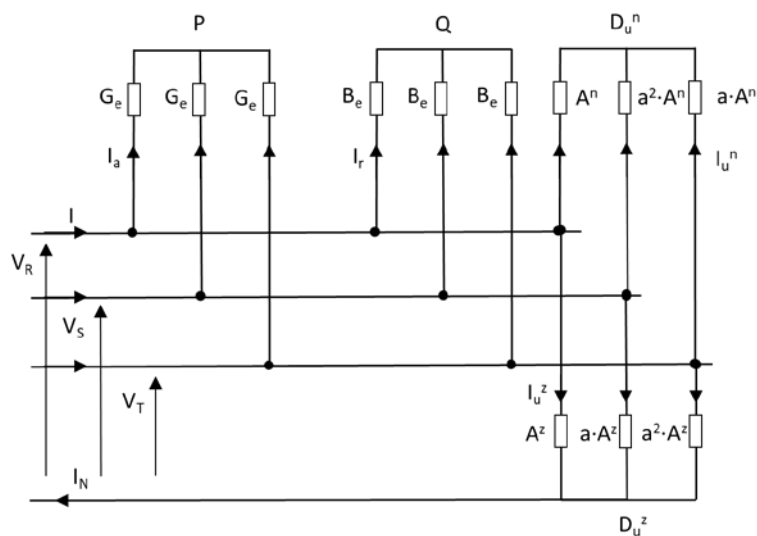 P Q Dᵤⁿ
Gₑ Gₑ Gₑ Bₑ Bₑ Bₑ Aⁿ a²·Aⁿ a·Aⁿ
Iₐ Iᵣ Iᵤⁿ
I
V_R
V_S
V_T Iᵤᶻ
Aᶻ a·Aᶻ a²·Aᶻ
I_N
Dᵤᶻ